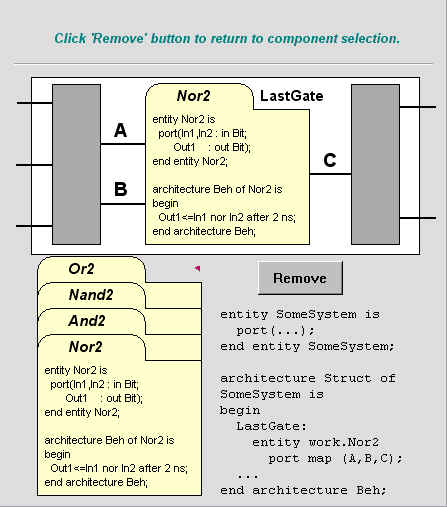 Click 'Remove' button to return to component selection.
Nor2
LastGate
entity Nor2 is
port(In1,In2 : in Bit;
Out1 : out Bit);
end entity Nor2;
architecture Beh of Nor2 is
begin
Out1<=In1 nor In2 after 2 ns;
end architecture Beh;
A
B
C
Or2
Nand2
And2
Nor2
entity Nor2 is
port(In1,In2 : in Bit;
Out1 : out Bit);
end entity Nor2;
architecture Beh of Nor2 is
begin
Out1<=In1 nor In2 after 2 ns;
end architecture Beh;
Remove
entity SomeSystem is
port(...);
end entity SomeSystem;
architecture Struct of
SomeSystem is
begin
LastGate:
entity work.Nor2
port map (A,B,C);
...
end architecture Beh;